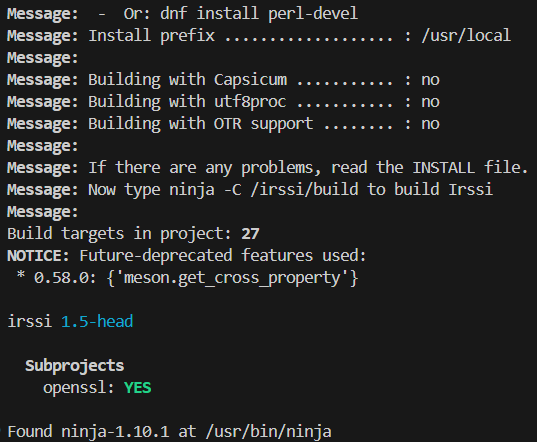 Message:  -  Or: dnf install perl-devel
Message: Install prefix ................... : /usr/local
Message:
Message: Building with Capsicum ........... : no
Message: Building with utf8proc ........... : no
Message: Building with OTR support ........ : no
Message:
Message: If there are any problems, read the INSTALL file.
Message: Now type ninja -C /irssi/build to build Irssi
Message:
Build targets in project: 27
NOTICE: Future-deprecated features used:
 * 0.58.0: {'meson.get_cross_property'}

irssi 1.5-head

  Subprojects
    openssl: YES

Found ninja-1.10.1 at /usr/bin/ninja